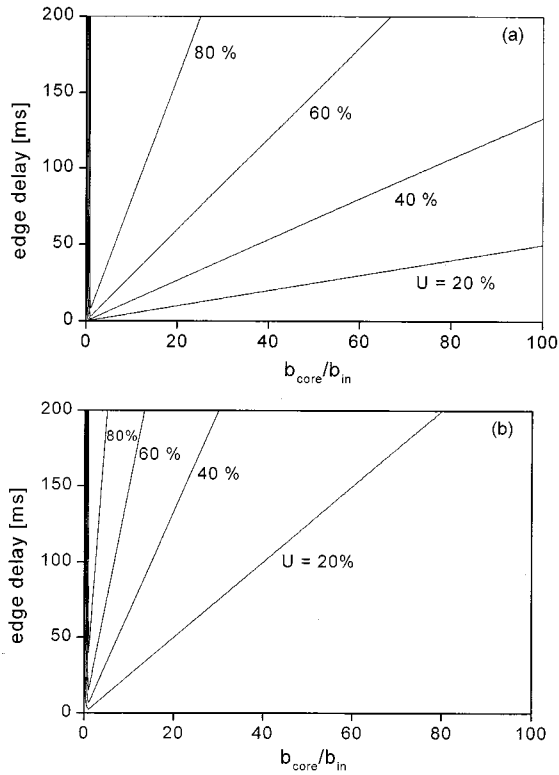 (a)
200
150
100
50
0
edge delay [ms]
80 %
60 %
40 %
U = 20 %
0 20 40 60 80 100
b_core/b_in
(b)
200
150
100
50
0
edge delay [ms]
80%
60 %
40 %
U = 20%
0 20 40 60 80 100
b_core/b_in